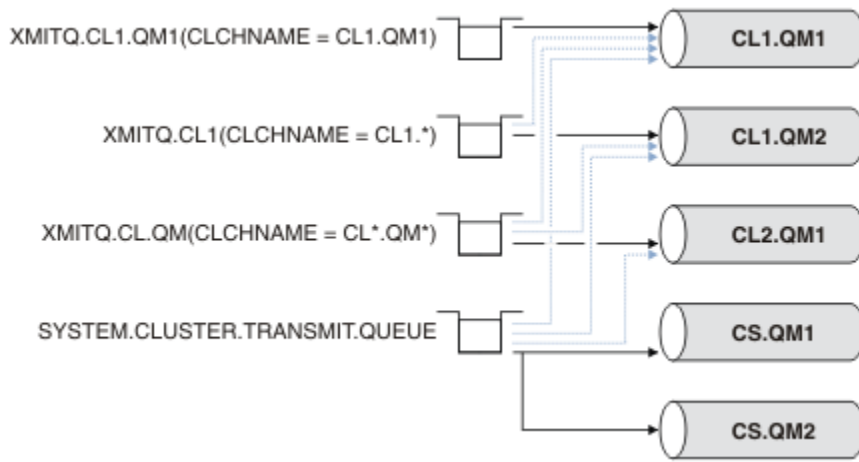 XMITQ.CL1.QM1(CLCHNAME = CL1.QM1)
CL1.QM1
XMITQ.CL1(CLCHNAME = CL1.*)
CL1.QM2
XMITQ.CL.QM(CLCHNAME = CL*.QM*)
CL2.QM1
SYSTEM.CLUSTER.TRANSMIT.QUEUE
CS.QM1
CS.QM2